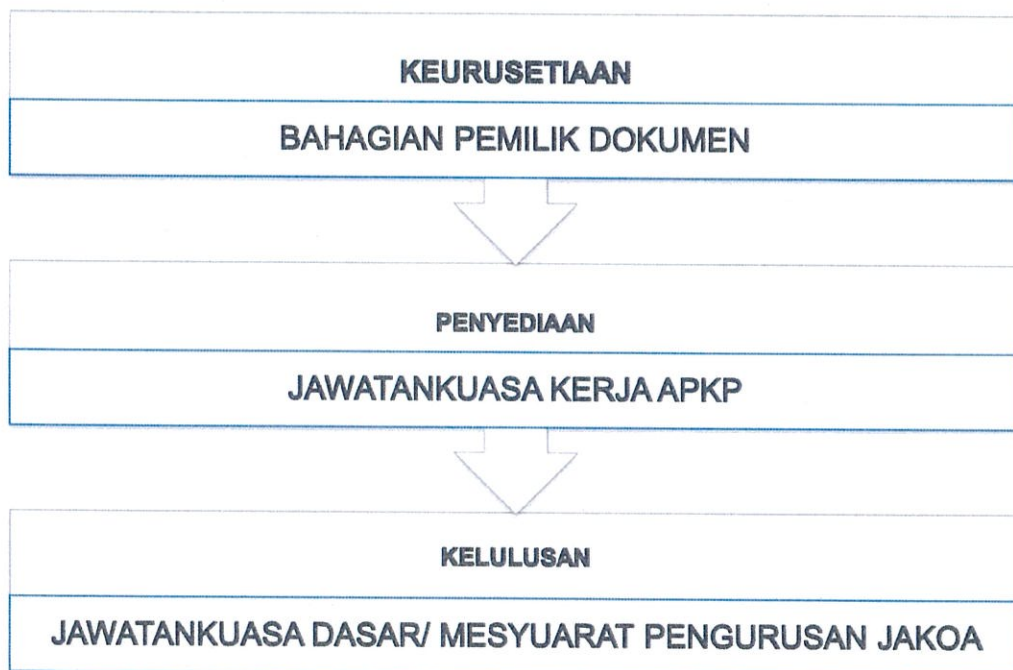 KEURUSETIAAN
BAHAGIAN PEMILIK DOKUMEN
PENYEDIAAN
JAWATANKUASA KERJA APKP
KELULUSAN
JAWATANKUASA DASAR/ MESYUARAT PENGURUSAN JAKOA